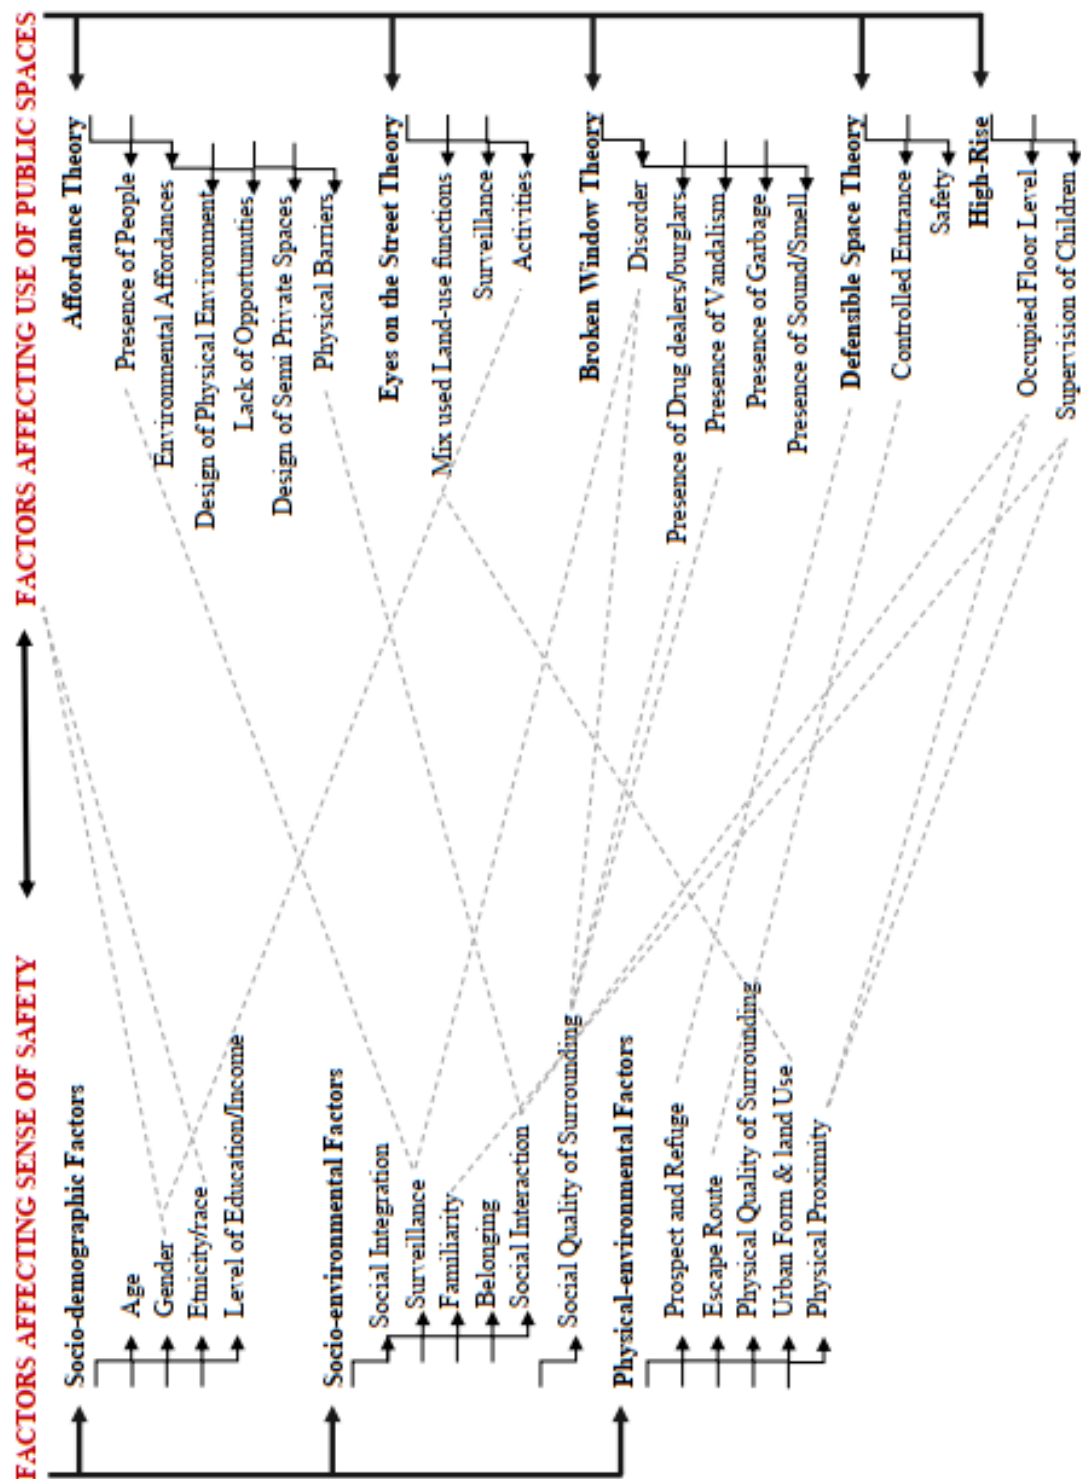 FACTORS AFFECTING SENSE OF SAFETY
Socio-demographic Factors
Age
Gender
Etnicity/race
Level of Education/Income
Socio-environmental Factors
Social Integration
Surveillance
Familiarity
Belonging
Social Interaction
Social Quality of Surrounding
Physical-environmental Factors
Prospect and Refuge
Escape Route
Physical Quality of Surrounding
Urban Form & land Use
Physical Proximity
FACTORS AFFECTING USE OF PUBLIC SPACES
Affordance Theory
Presence of People
Environmental Affordances
Design of Physical Environment
Lack of Opportunuties
Design of Semi Private Spaces
Physical Barriers
Eyes on the Street Theory
Mix used Land-use functions
Surveillance
Activities
Broken Window Theory
Disorder
Presence of Drug dealers/burglars
Presence of Vandalism
Presence of Garbage
Presence of Sound/Smell
Defensible Space Theory
Controlled Entrance
Safety
High-Rise
Occupied Floor Level
Supervision of Children